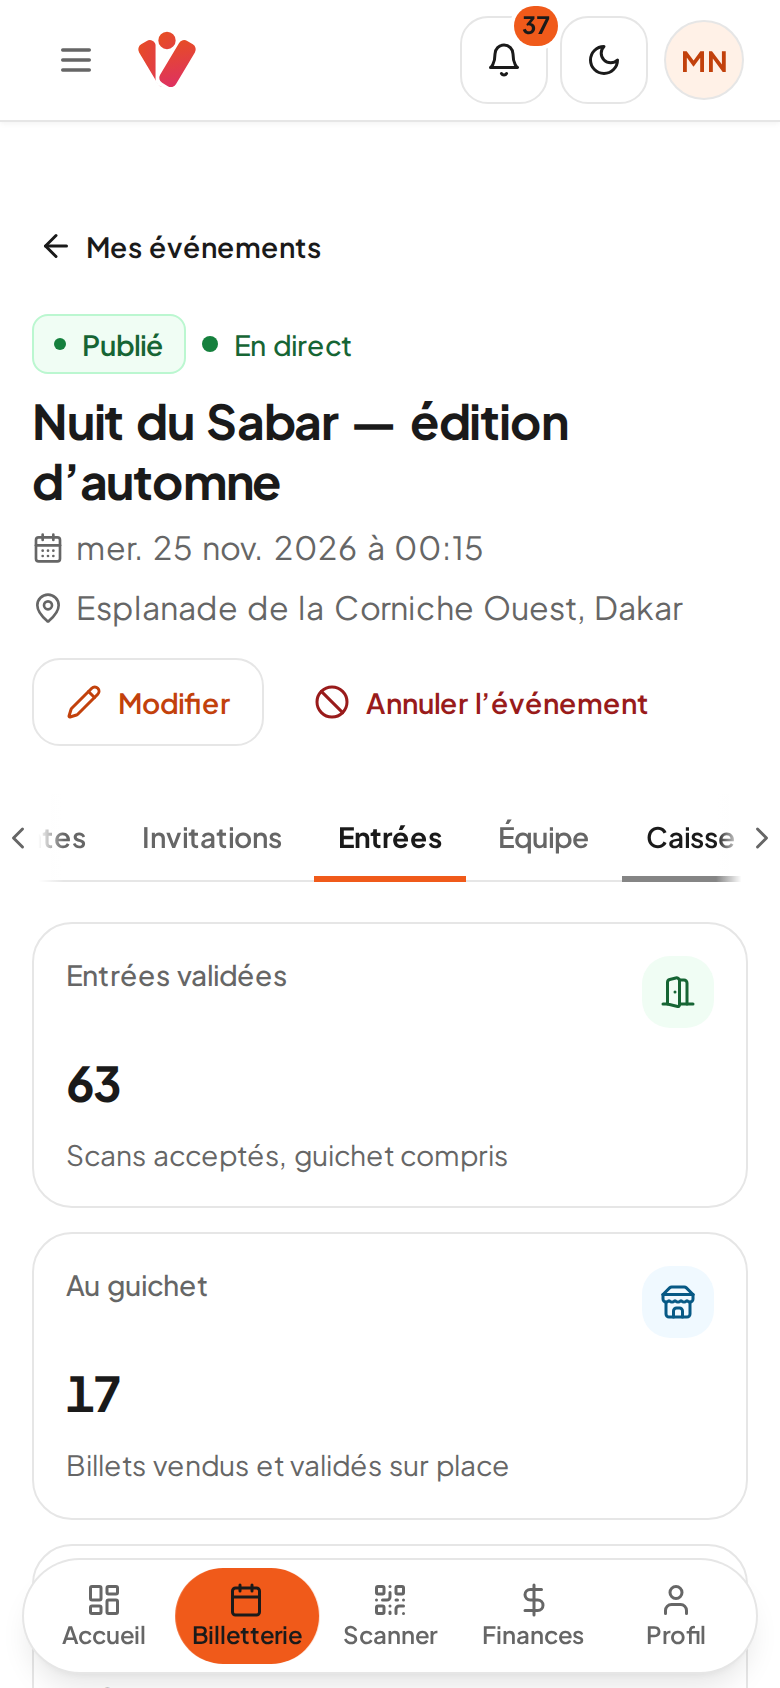 37
MN
Mes événements
Publié
En direct
Nuit du Sabar — édition
d’automne
mer. 25 nov. 2026 à 00:15
Esplanade de la Corniche Ouest, Dakar
Modifier
Annuler l’événement
tes Invitations Entrées Équipe Caisse
Entrées validées
63
Scans acceptés, guichet compris
Au guichet
17
Billets vendus et validés sur place
Accueil Billetterie Scanner Finances Profil